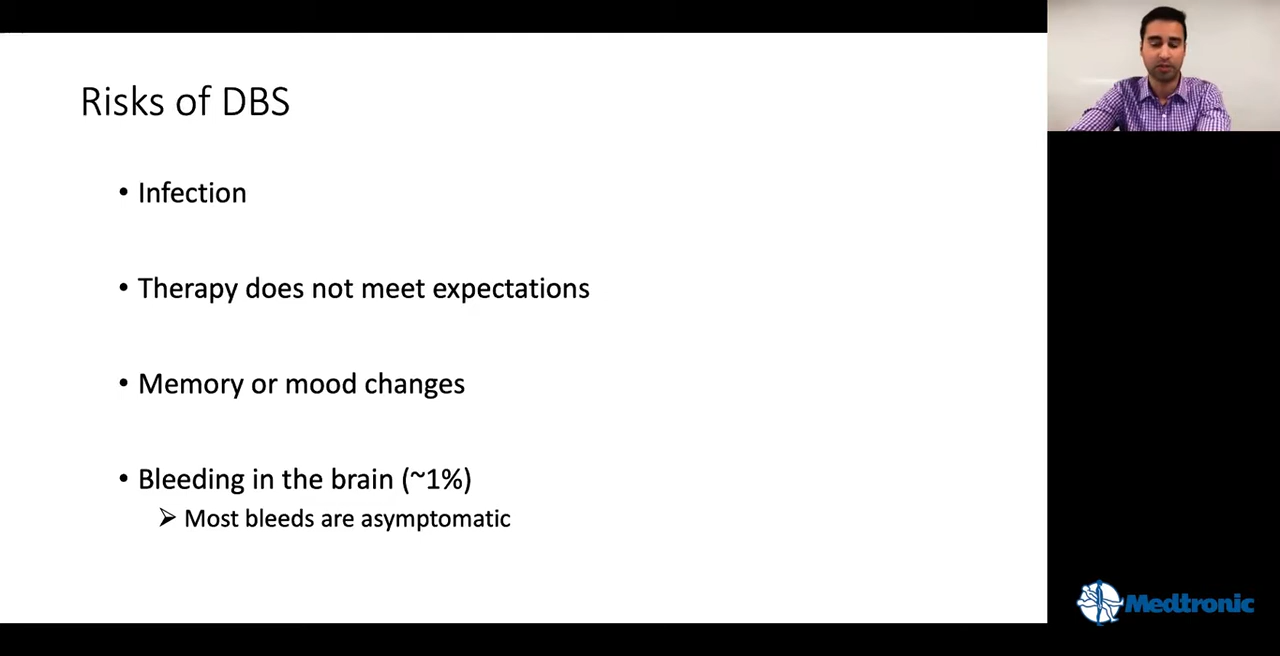 Risks of DBS
• Infection
• Therapy does not meet expectations
• Memory or mood changes
• Bleeding in the brain (~1%)
➢ Most bleeds are asymptomatic
Medtronic